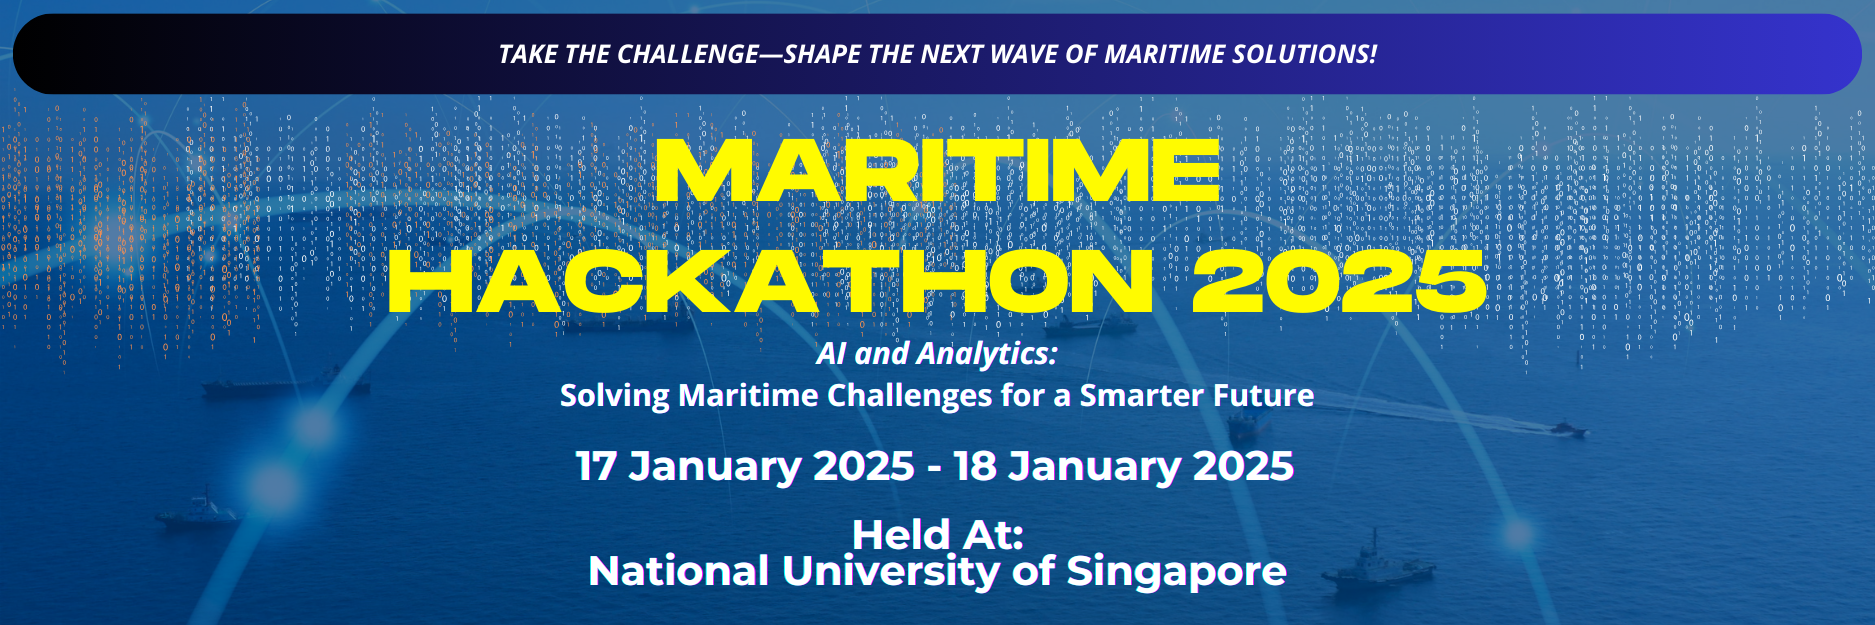 TAKE THE CHALLENGE—SHAPE THE NEXT WAVE OF MARITIME SOLUTIONS!
MARITIME
HACKATHON 2025
AI and Analytics:
Solving Maritime Challenges for a Smarter Future
17 January 2025 - 18 January 2025
Held At:
National University of Singapore